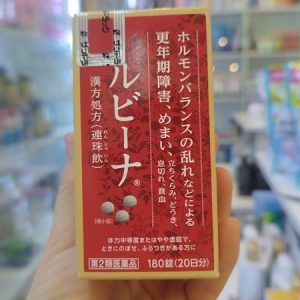 ルビーナ®
漢方処方(連珠飲)
れんじゅいん
ホルモンバランスの乱れなどによる
更年期障害、めまい、
立ちくらみ、どうき、
息切れ、貧血
体力中等度またはやや虚弱で、
ときにのぼせ、ふらつきがある方に
第2類医薬品
180錠(20日分)